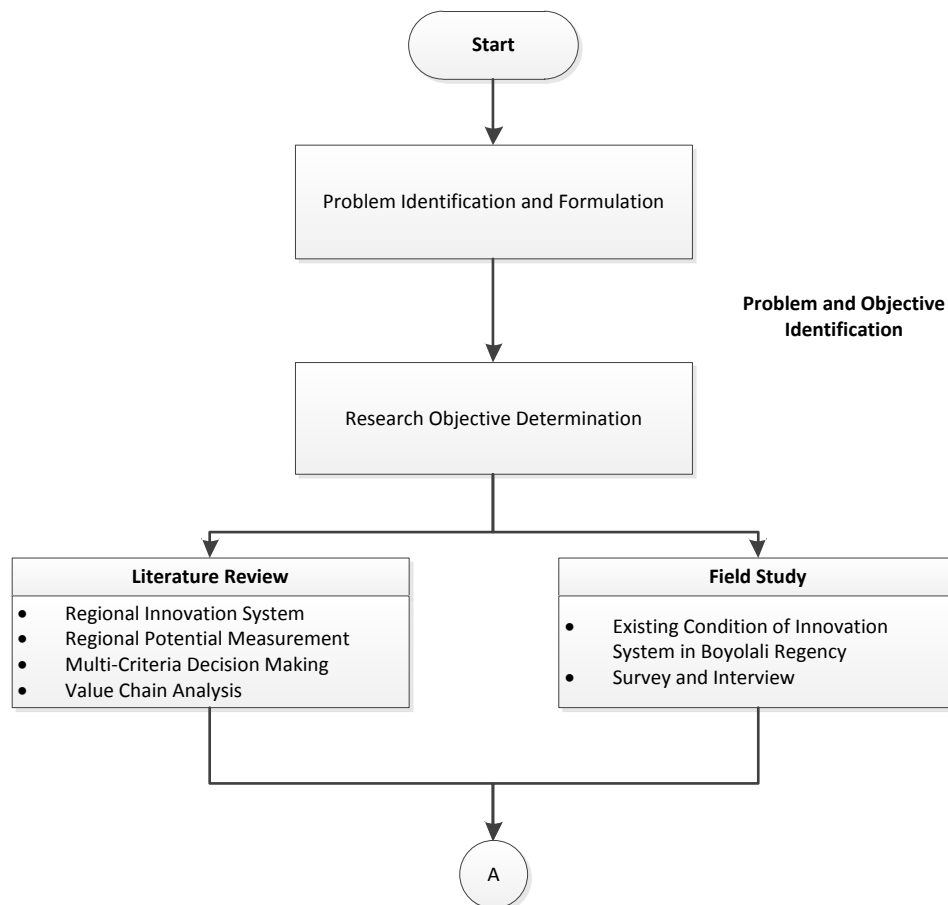 Start
Problem Identification and Formulation
Problem and Objective
Identification
Research Objective Determination
Literature Review
• Regional Innovation System
• Regional Potential Measurement
• Multi-Criteria Decision Making
• Value Chain Analysis
Field Study
• Existing Condition of Innovation
System in Boyolali Regency
• Survey and Interview
A